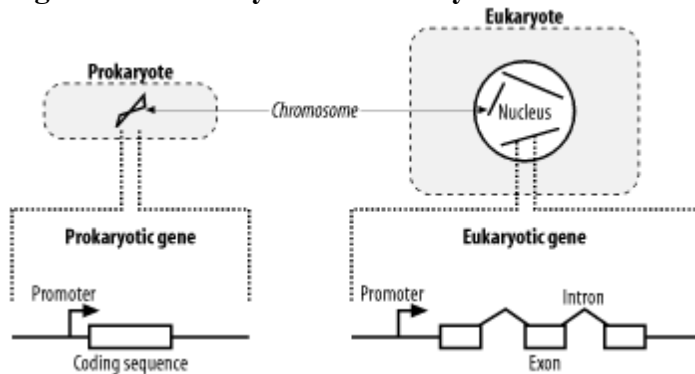 Eukaryote
Prokaryote
Chromosome
Nucleus
Prokaryotic gene
Eukaryotic gene
Promoter
Promoter
Intron
Coding sequence
Exon